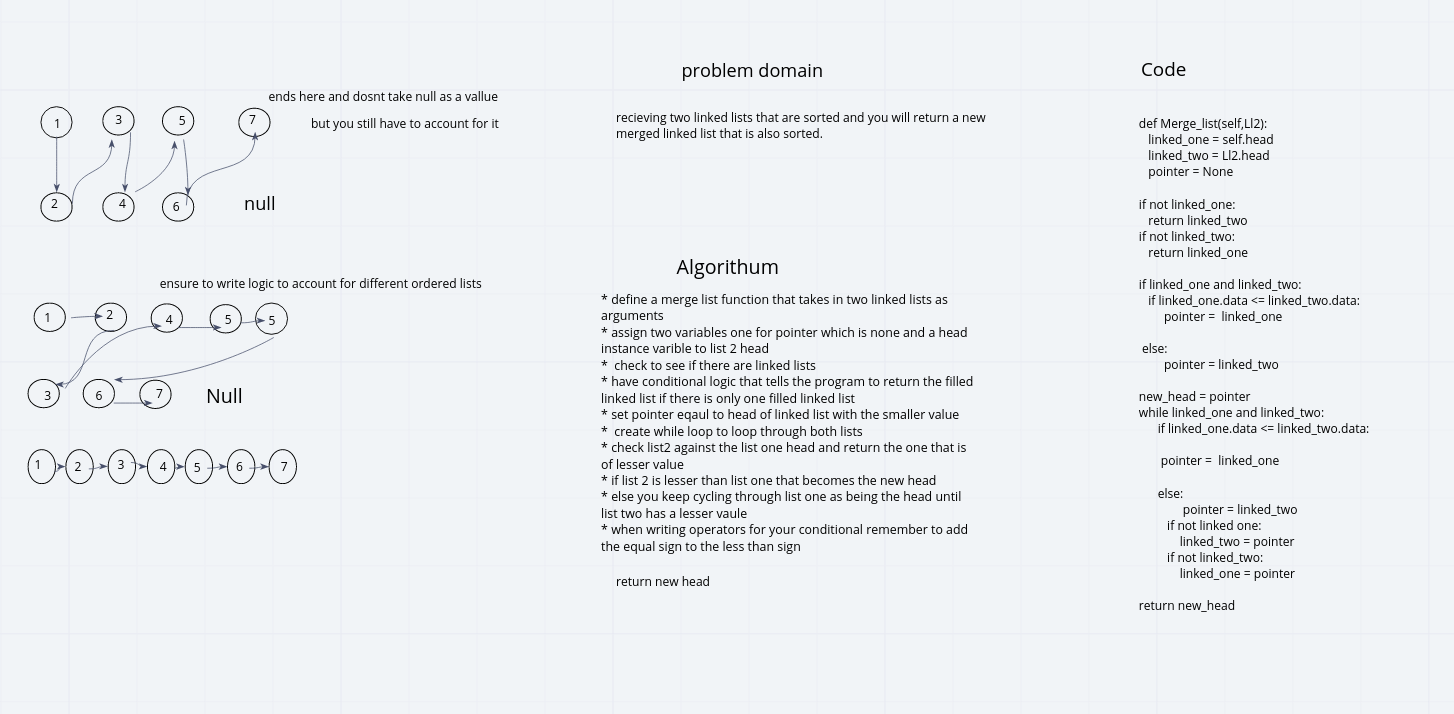 ends here and dosnt take null as a vallue
but you still have to account for it
1 3 5 7
2 4 6 null
ensure to write logic to account for different ordered lists
1 2 4 5 5
3 6 7 Null
1 2 3 4 5 6 7
problem domain
recieving two linked lists that are sorted and you will return a new
merged linked list that is also sorted.
Algorithum
* define a merge list function that takes in two linked lists as
arguments
* assign two variables one for pointer which is none and a head
instance varible to list 2 head
*  check to see if there are linked lists
* have conditional logic that tells the program to return the filled
linked list if there is only one filled linked list
* set pointer eqaul to head of linked list with the smaller value
*  create while loop to loop through both lists
* check list2 against the list one head and return the one that is
of lesser value
* if list 2 is lesser than list one that becomes the new head
* else you keep cycling through list one as being the head until
list two has a lesser vaule
* when writing operators for your conditional remember to add
the equal sign to the less than sign
return new head
Code
def Merge_list(self,Ll2):
linked_one = self.head
linked_two = Ll2.head
pointer = None
if not linked_one:
return linked_two
if not linked_two:
return linked_one
if linked_one and linked_two:
if linked_one.data <= linked_two.data:
pointer =  linked_one
else:
pointer = linked_two
new_head = pointer
while linked_one and linked_two:
if linked_one.data <= linked_two.data:
pointer =  linked_one
else:
pointer = linked_two
if not linked one:
linked_two = pointer
if not linked_two:
linked_one = pointer
return new_head